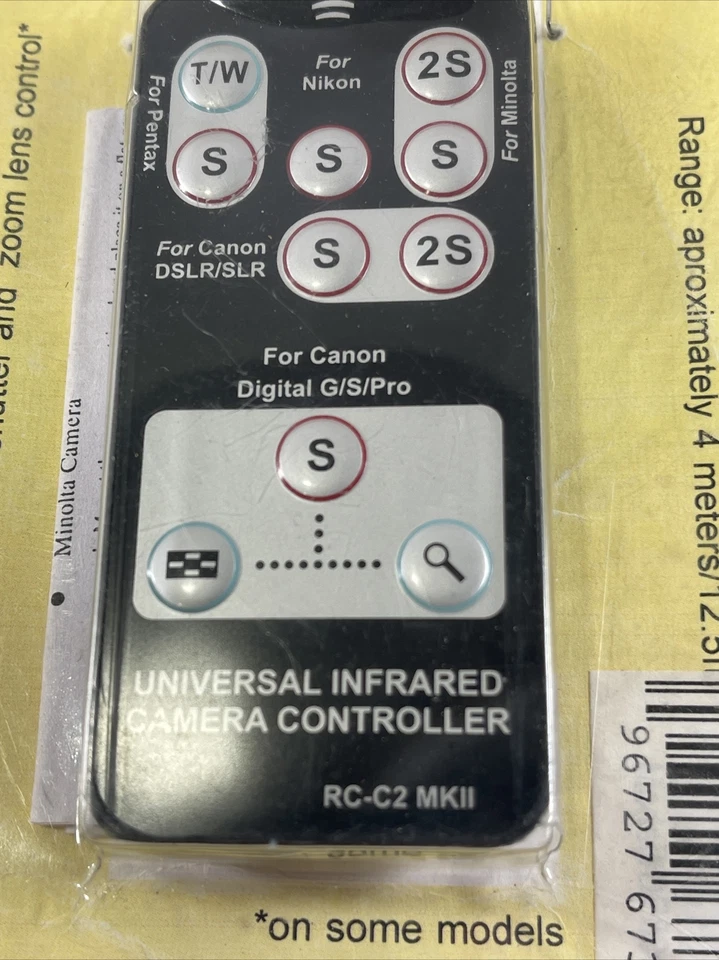 T/W
For
Nikon
2S
For Pentax
For Minolta
S
S
S
For Canon
DSLR/SLR
S
2S
For Canon
Digital G/S/Pro
S
UNIVERSAL INFRARED
CAMERA CONTROLLER
RC-C2 MKII
*on some models
zoom lens control*
and
Minolta Camera
Range: aproximately 4 meters/12.5
96727 67